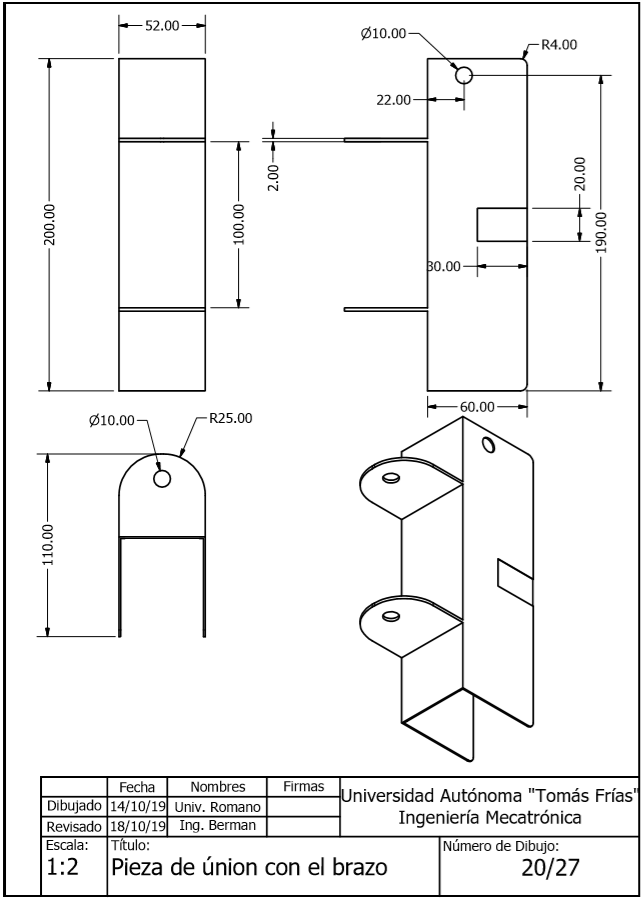 52.00
Ø10.00
R4.00
22.00
2.00
20.00
200.00
100.00
190.00
30.00
60.00
Ø10.00
R25.00
110.00
Fecha Nombres Firmas
Dibujado 14/10/19 Univ. Romano
Revisado 18/10/19 Ing. Berman
Universidad Autónoma "Tomás Frías"
Ingeniería Mecatrónica
Escala:
1:2
Título:
Pieza de únion con el brazo
Número de Dibujo:
20/27